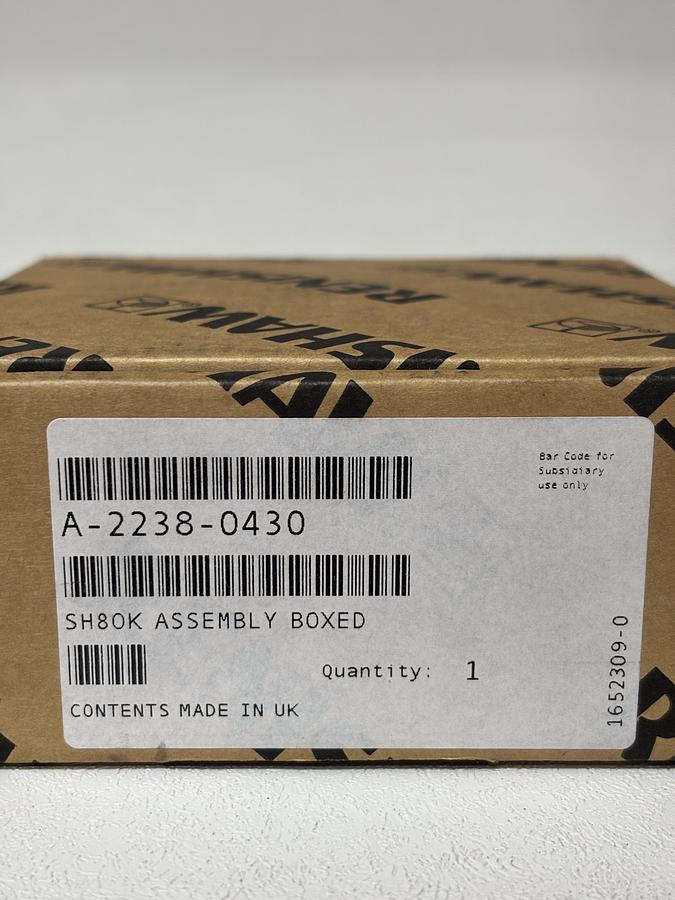 RENISHAW
RENISHAW
A-2238-0430
SH80K ASSEMBLY BOXED
Quantity: 1
CONTENTS MADE IN UK
Bar Code for
Subsidiary
use only
1652309-0